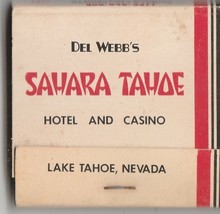 DEL WEBB'S
SAHARA TAHOE
HOTEL AND CASINO
LAKE TAHOE, NEVADA